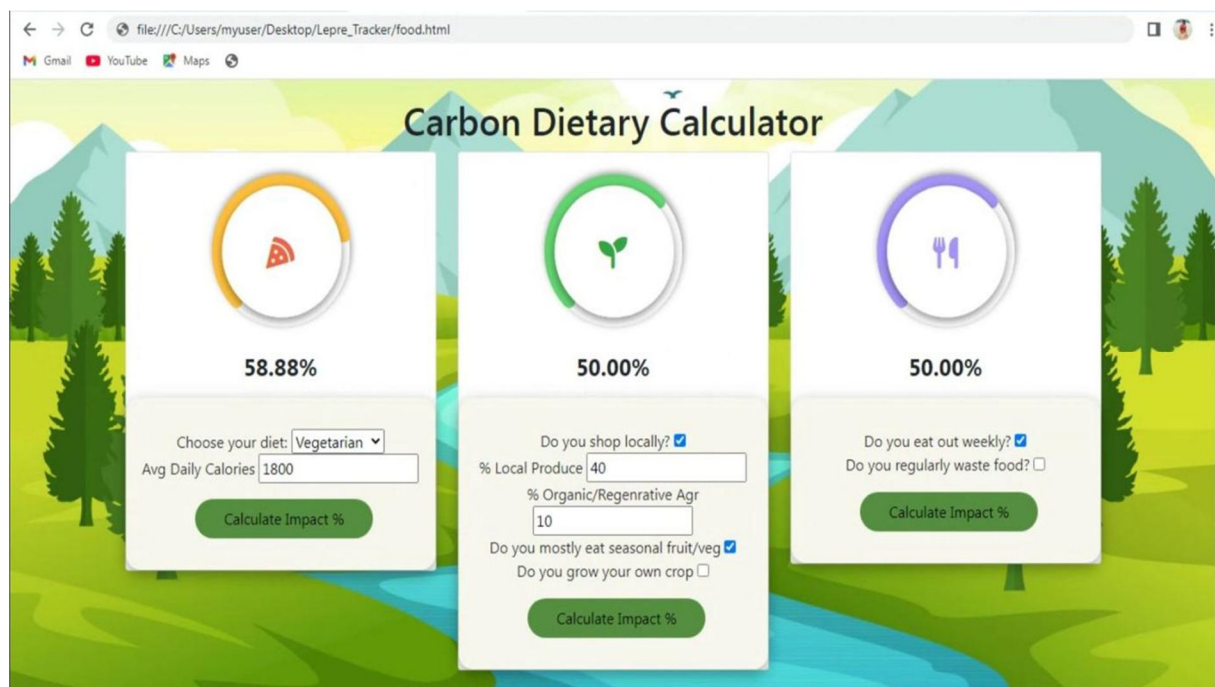 file:///C:/Users/myuser/Desktop/Lepre_Tracker/food.html
Gmail YouTube Maps
Carbon Dietary Calculator
58.88%
Choose your diet: Vegetarian
Avg Daily Calories 1800
Calculate Impact %
50.00%
Do you shop locally?
% Local Produce 40
% Organic/Regenrative Agr
10
Do you mostly eat seasonal fruit/veg
Do you grow your own crop
Calculate Impact %
50.00%
Do you eat out weekly?
Do you regularly waste food?
Calculate Impact %